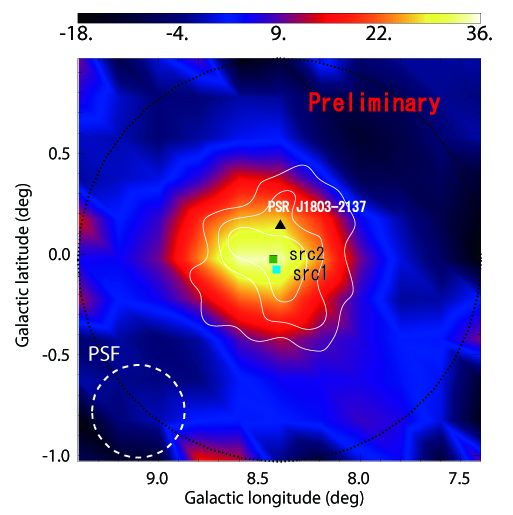 -18. -4. 9. 22. 36.
Preliminary
0.5
PSR J1803-2137
0.0
src2
src1
Galactic latitude (deg)
-0.5
PSF
-1.0
9.0 8.5 8.0 7.5
Galactic longitude (deg)